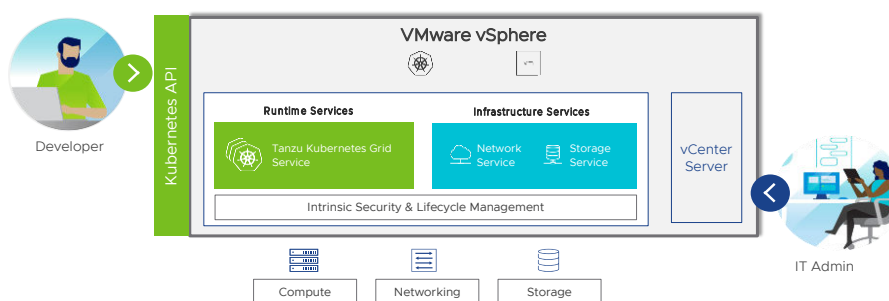 VMware vSphere
Developer
Kubernetes API
Runtime Services
Infrastructure Services
Tanzu Kubernetes Grid
Service
Network
Service
Storage
Service
Intrinsic Security & Lifecycle Management
vCenter
Server
IT Admin
Compute
Networking
Storage